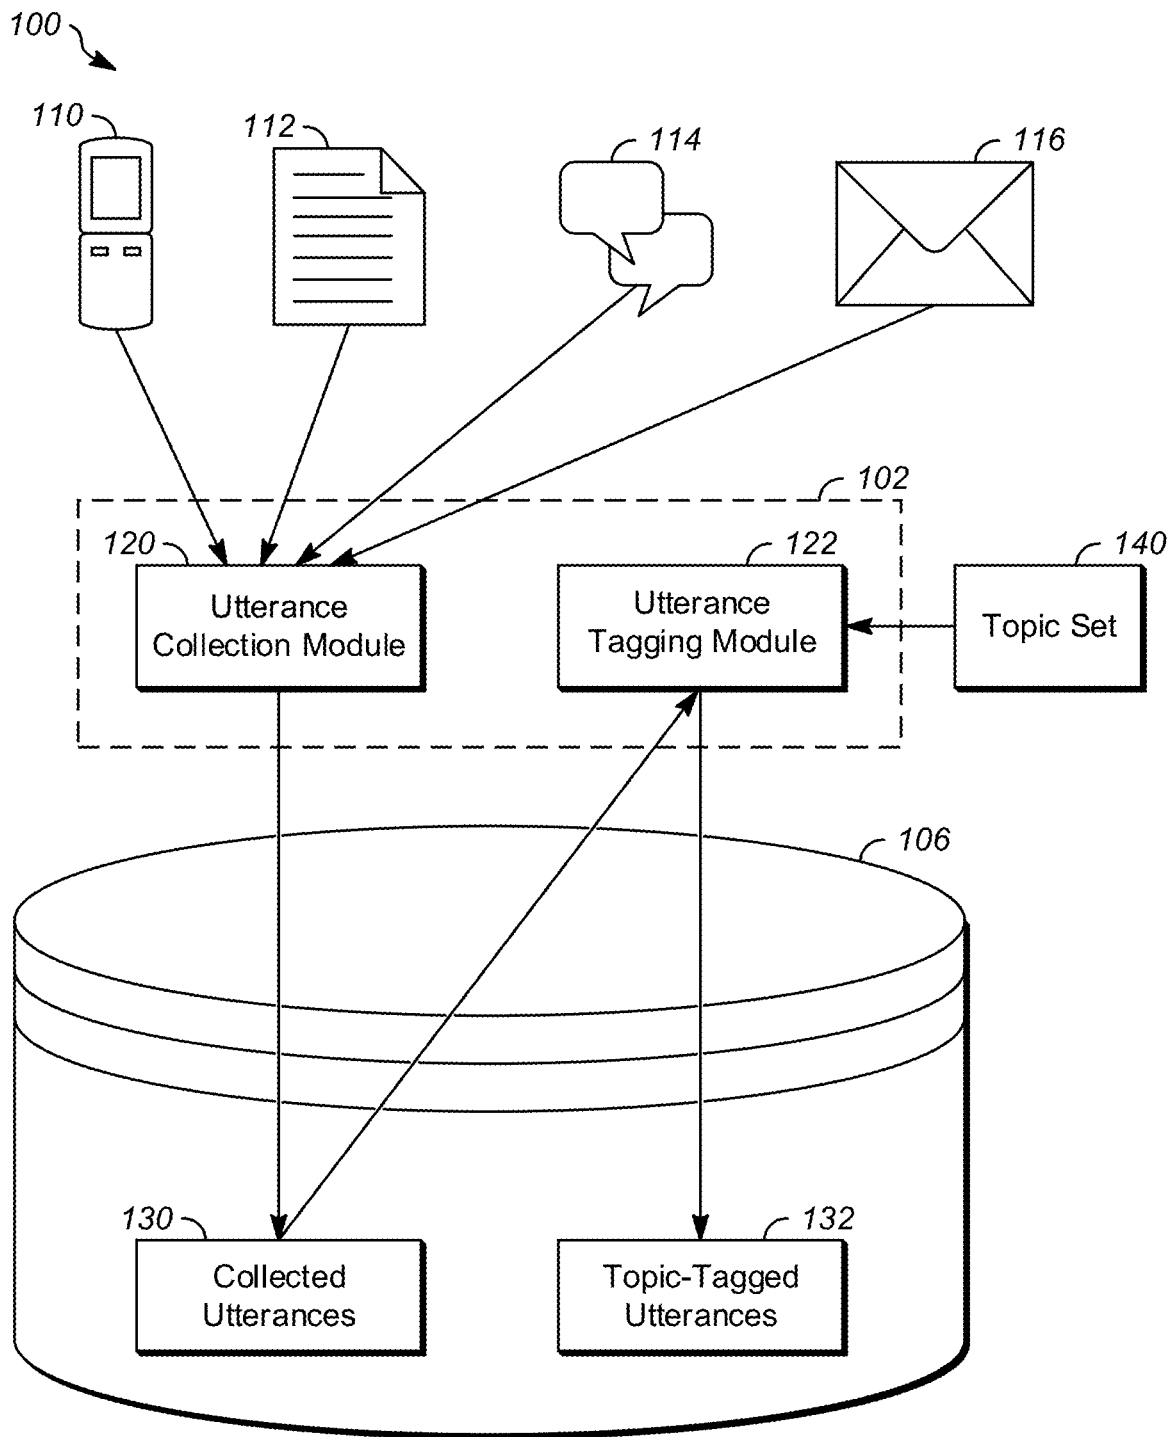 100
110
112
114
116
102
120
122
140
Utterance
Collection Module
Utterance
Tagging Module
Topic Set
106
130
132
Collected
Utterances
Topic-Tagged
Utterances